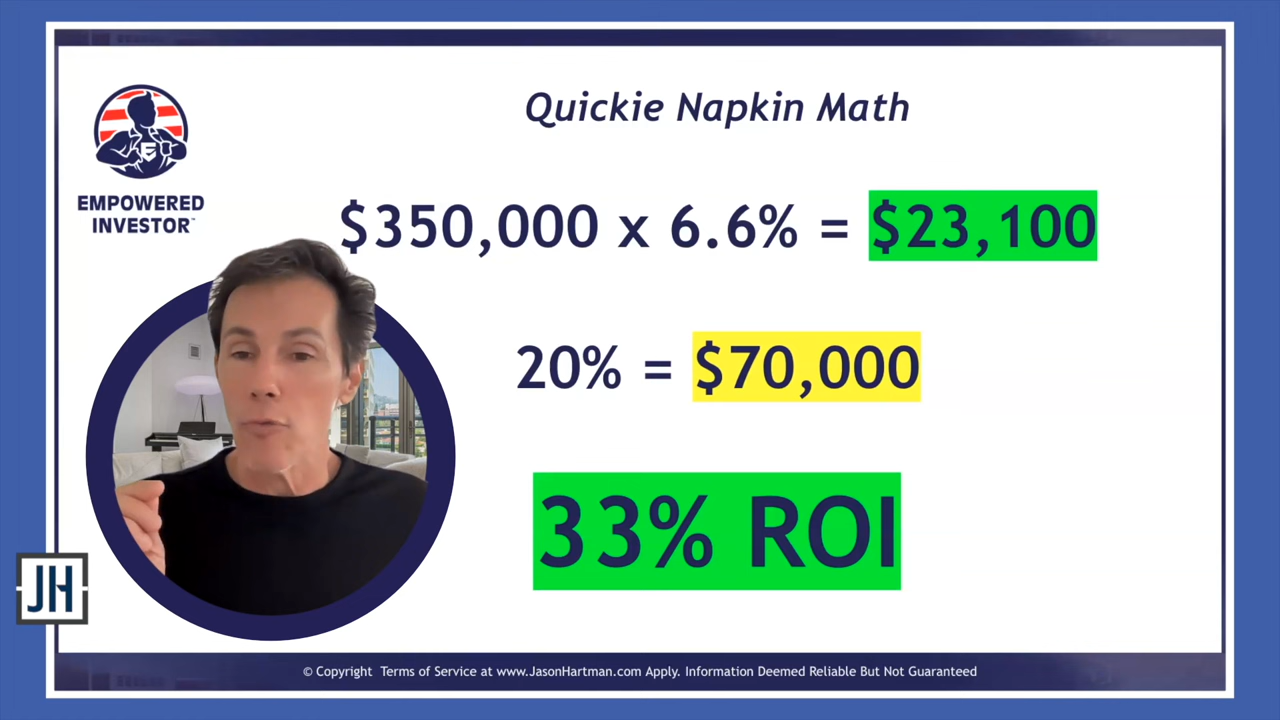 Quickie Napkin Math
EMPOWERED
INVESTOR™
$350,000 x 6.6% = $23,100
20% = $70,000
33% ROI
JH
© Copyright Terms of Service at www.JasonHartman.com Apply. Information Deemed Reliable But Not Guaranteed